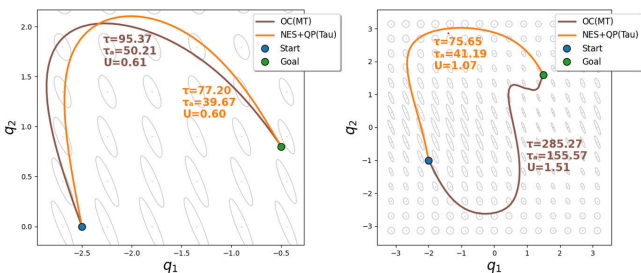 OC(MT)
NES+QP(Tau)
Start
Goal
τ=95.37
τₐ=50.21
U=0.61
τ=77.20
τₐ=39.67
U=0.60
q₂
2.0
1.5
1.0
0.5
0.0
−2.5 −2.0 −1.5 −1.0 −0.5
q₁
OC(MT)
NES+QP(Tau)
Start
Goal
τ=75.65
τₐ=41.19
U=1.07
τ=285.27
τₐ=155.57
U=1.51
q₂
3
2
1
0
−1
−2
−3
−3 −2 −1 0 1 2 3
q₁